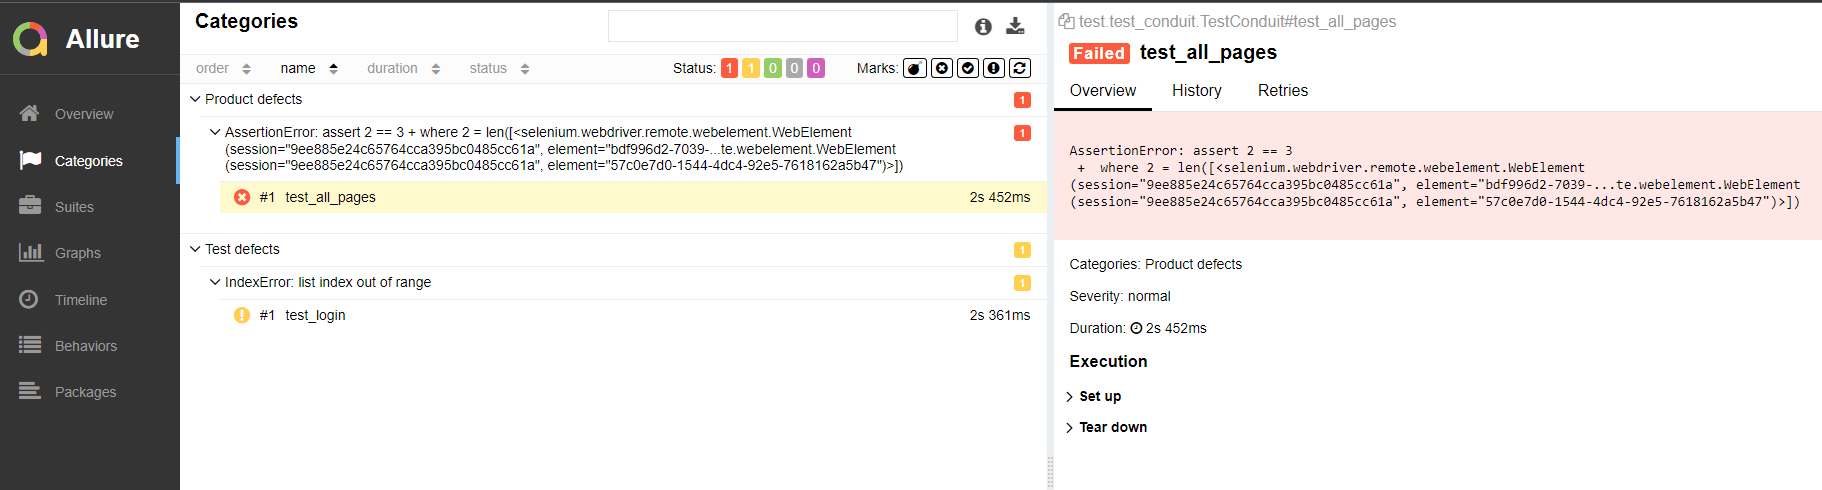 Allure
Overview
Categories
Suites
Graphs
Timeline
Behaviors
Packages
Categories
order name duration status Status: 1 1 0 0 0 Marks:
Product defects 1
AssertionError: assert 2 == 3 + where 2 = len([<selenium.webdriver.remote.webelement.WebElement 1
(session="9ee885e24c65764cca395bc0485cc61a", element="bdf996d2-7039-...te.webelement.WebElement
(session="9ee885e24c65764cca395bc0485cc61a", element="57c0e7d0-1544-4dc4-92e5-7618162a5b47")>])
#1 test_all_pages 2s 452ms
Test defects 1
IndexError: list index out of range 1
#1 test_login 2s 361ms
test.test_conduit.TestConduit#test_all_pages
Failed test_all_pages
Overview History Retries
AssertionError: assert 2 == 3
+ where 2 = len([<selenium.webdriver.remote.webelement.WebElement
(session="9ee885e24c65764cca395bc0485cc61a", element="bdf996d2-7039-...te.webelement.WebElement
(session="9ee885e24c65764cca395bc0485cc61a", element="57c0e7d0-1544-4dc4-92e5-7618162a5b47")>])
Categories: Product defects
Severity: normal
Duration: 2s 452ms
Execution
Set up
Tear down